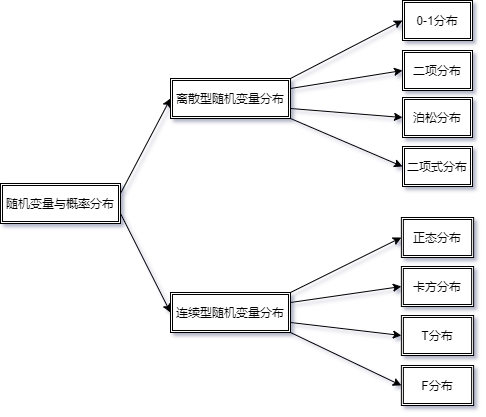 0-1分布
二项分布
离散型随机变量分布
泊松分布
二项式分布
随机变量与概率分布
正态分布
卡方分布
连续型随机变量分布
T分布
F分布